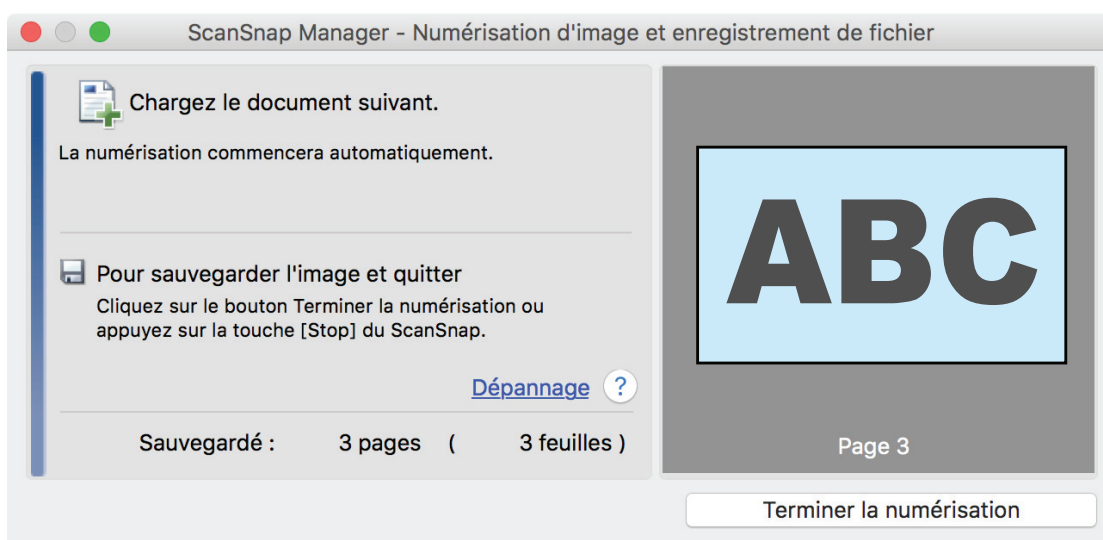 ScanSnap Manager - Numérisation d'image et enregistrement de fichier
Chargez le document suivant.
La numérisation commencera automatiquement.
Pour sauvegarder l'image et quitter
Cliquez sur le bouton Terminer la numérisation ou
appuyez sur la touche [Stop] du ScanSnap.
Dépannage ?
Sauvegardé : 3 pages ( 3 feuilles )
ABC
Page 3
Terminer la numérisation